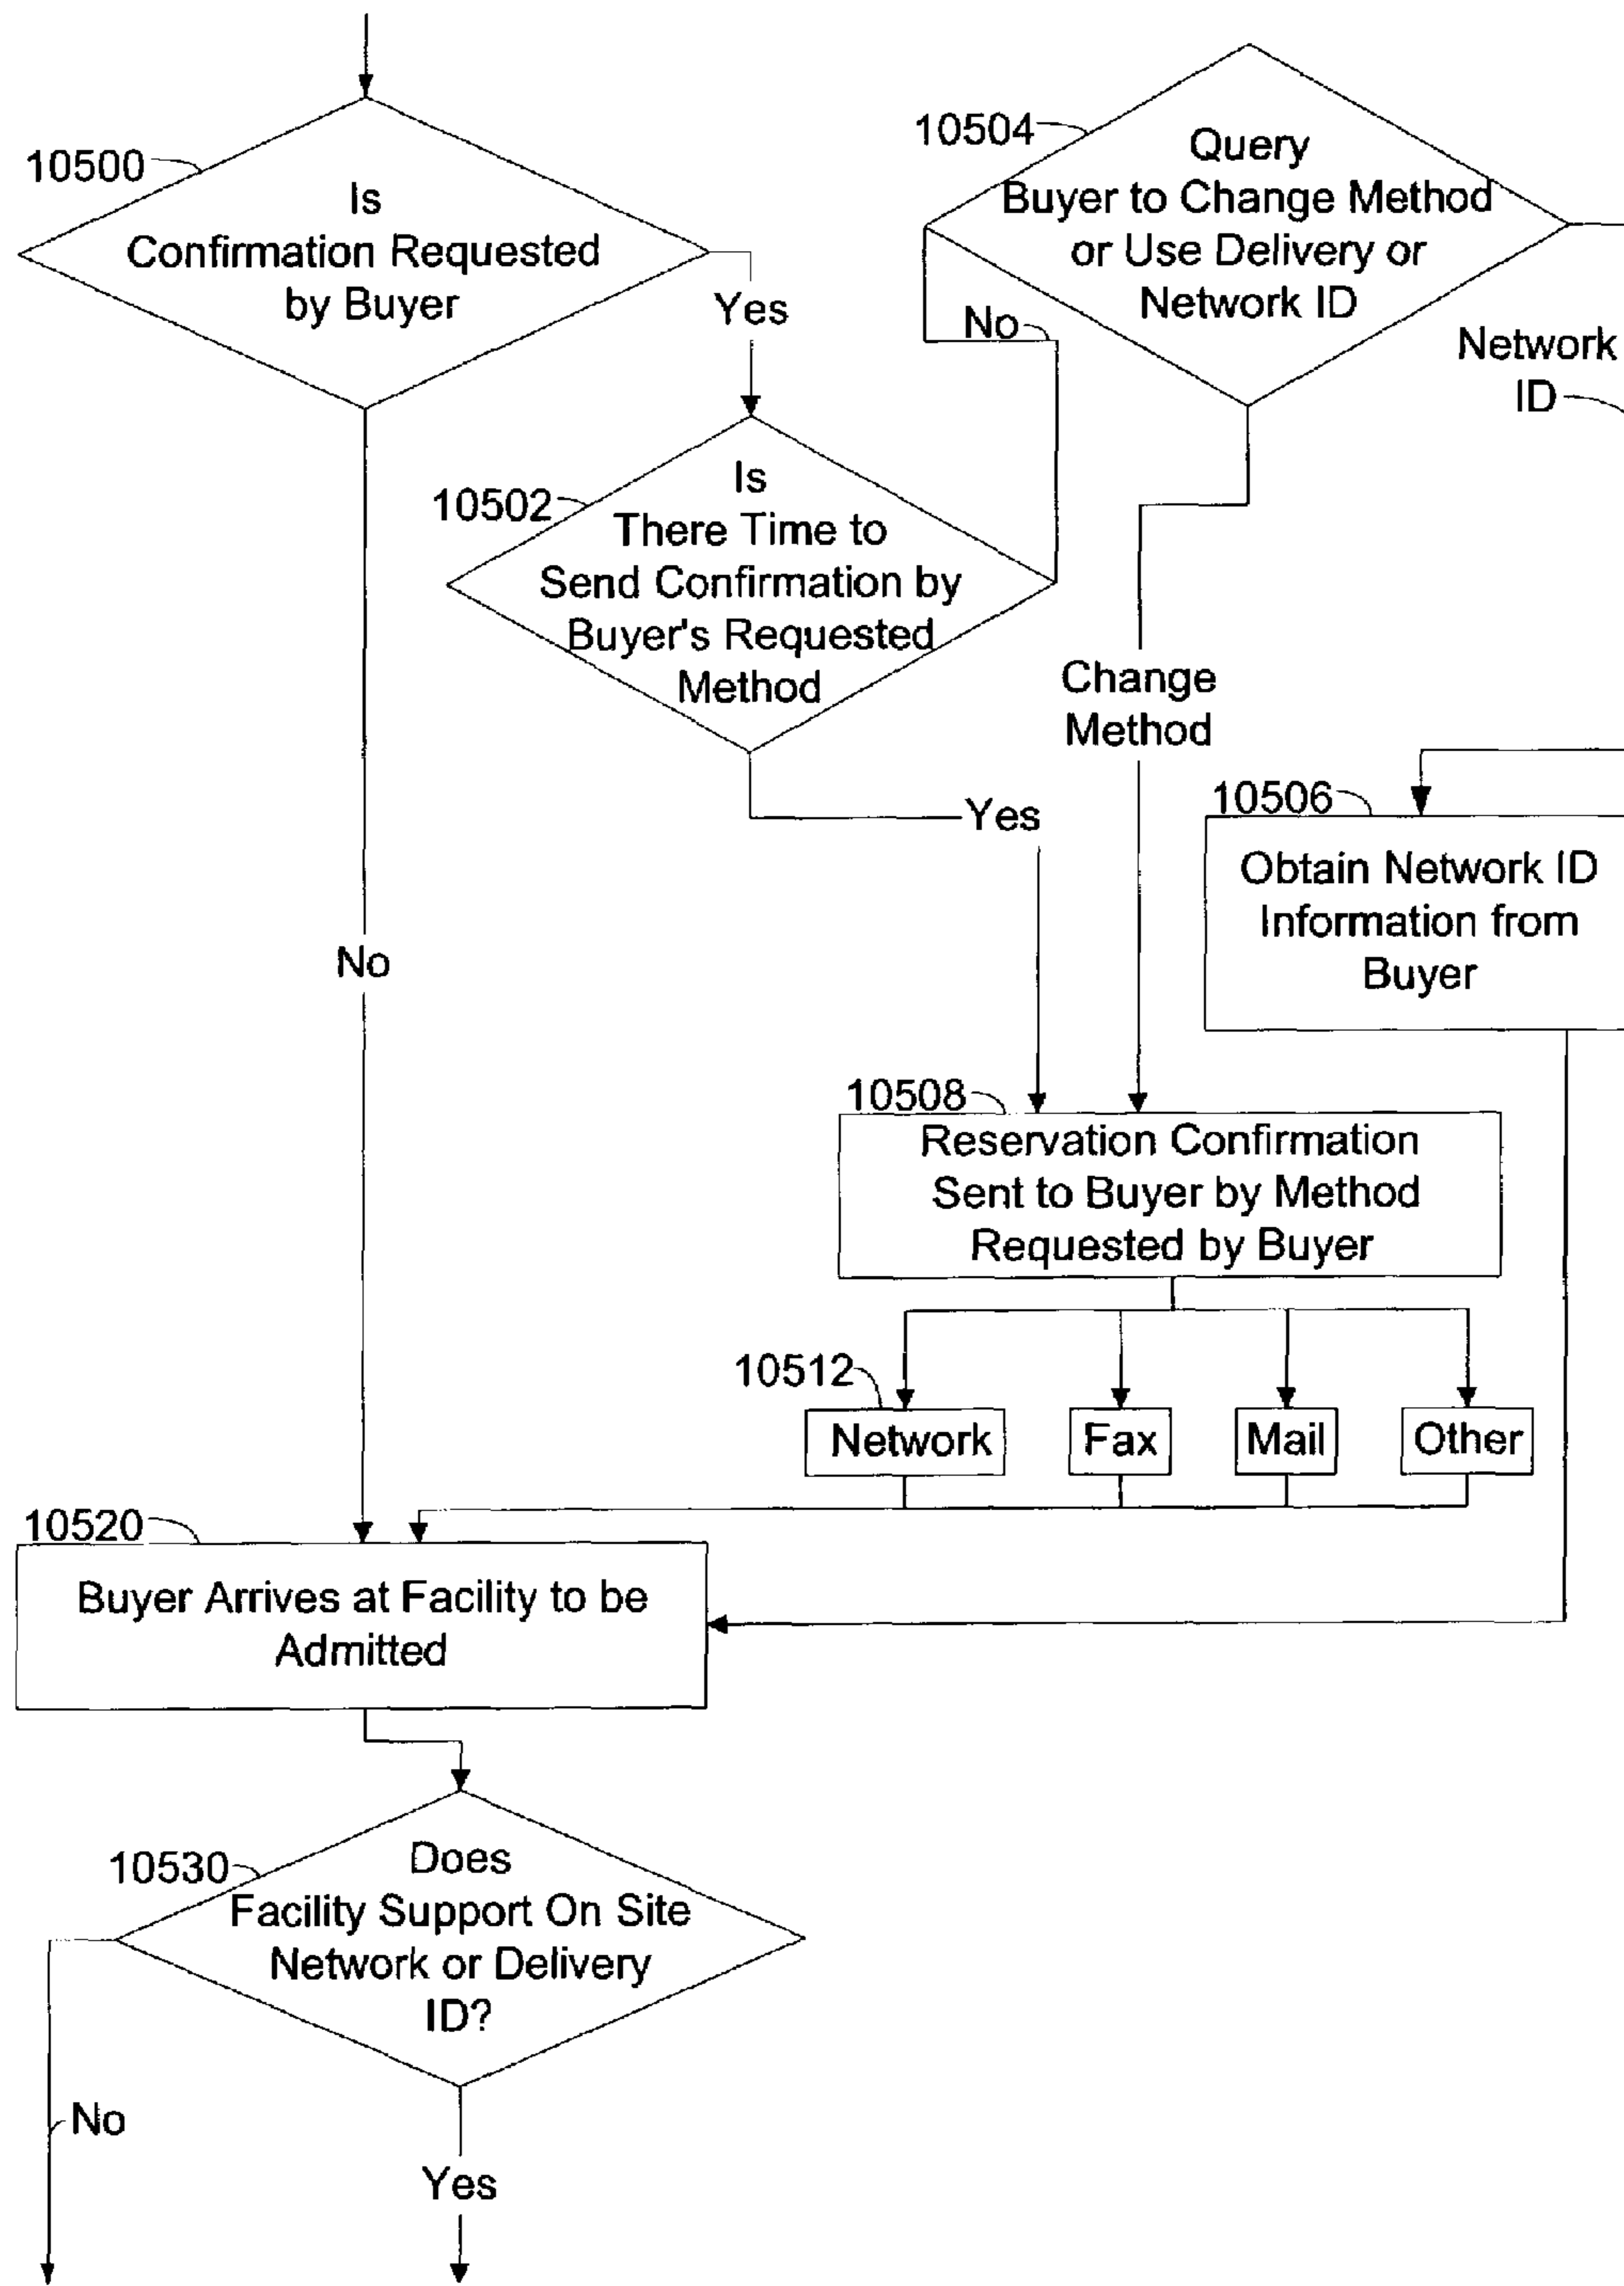 10500
Is
Confirmation Requested
by Buyer
Yes
10504
Query
Buyer to Change Method
or Use Delivery or
Network ID
No
Network
ID
10502
Is
There Time to
Send Confirmation by
Buyer's Requested
Method
Yes
Change
Method
10506
Obtain Network ID
Information from
Buyer
No
10508
Reservation Confirmation
Sent to Buyer by Method
Requested by Buyer
10512
Network
Fax
Mail
Other
10520
Buyer Arrives at Facility to be
Admitted
10530
Does
Facility Support On Site
Network or Delivery
ID?
No
Yes